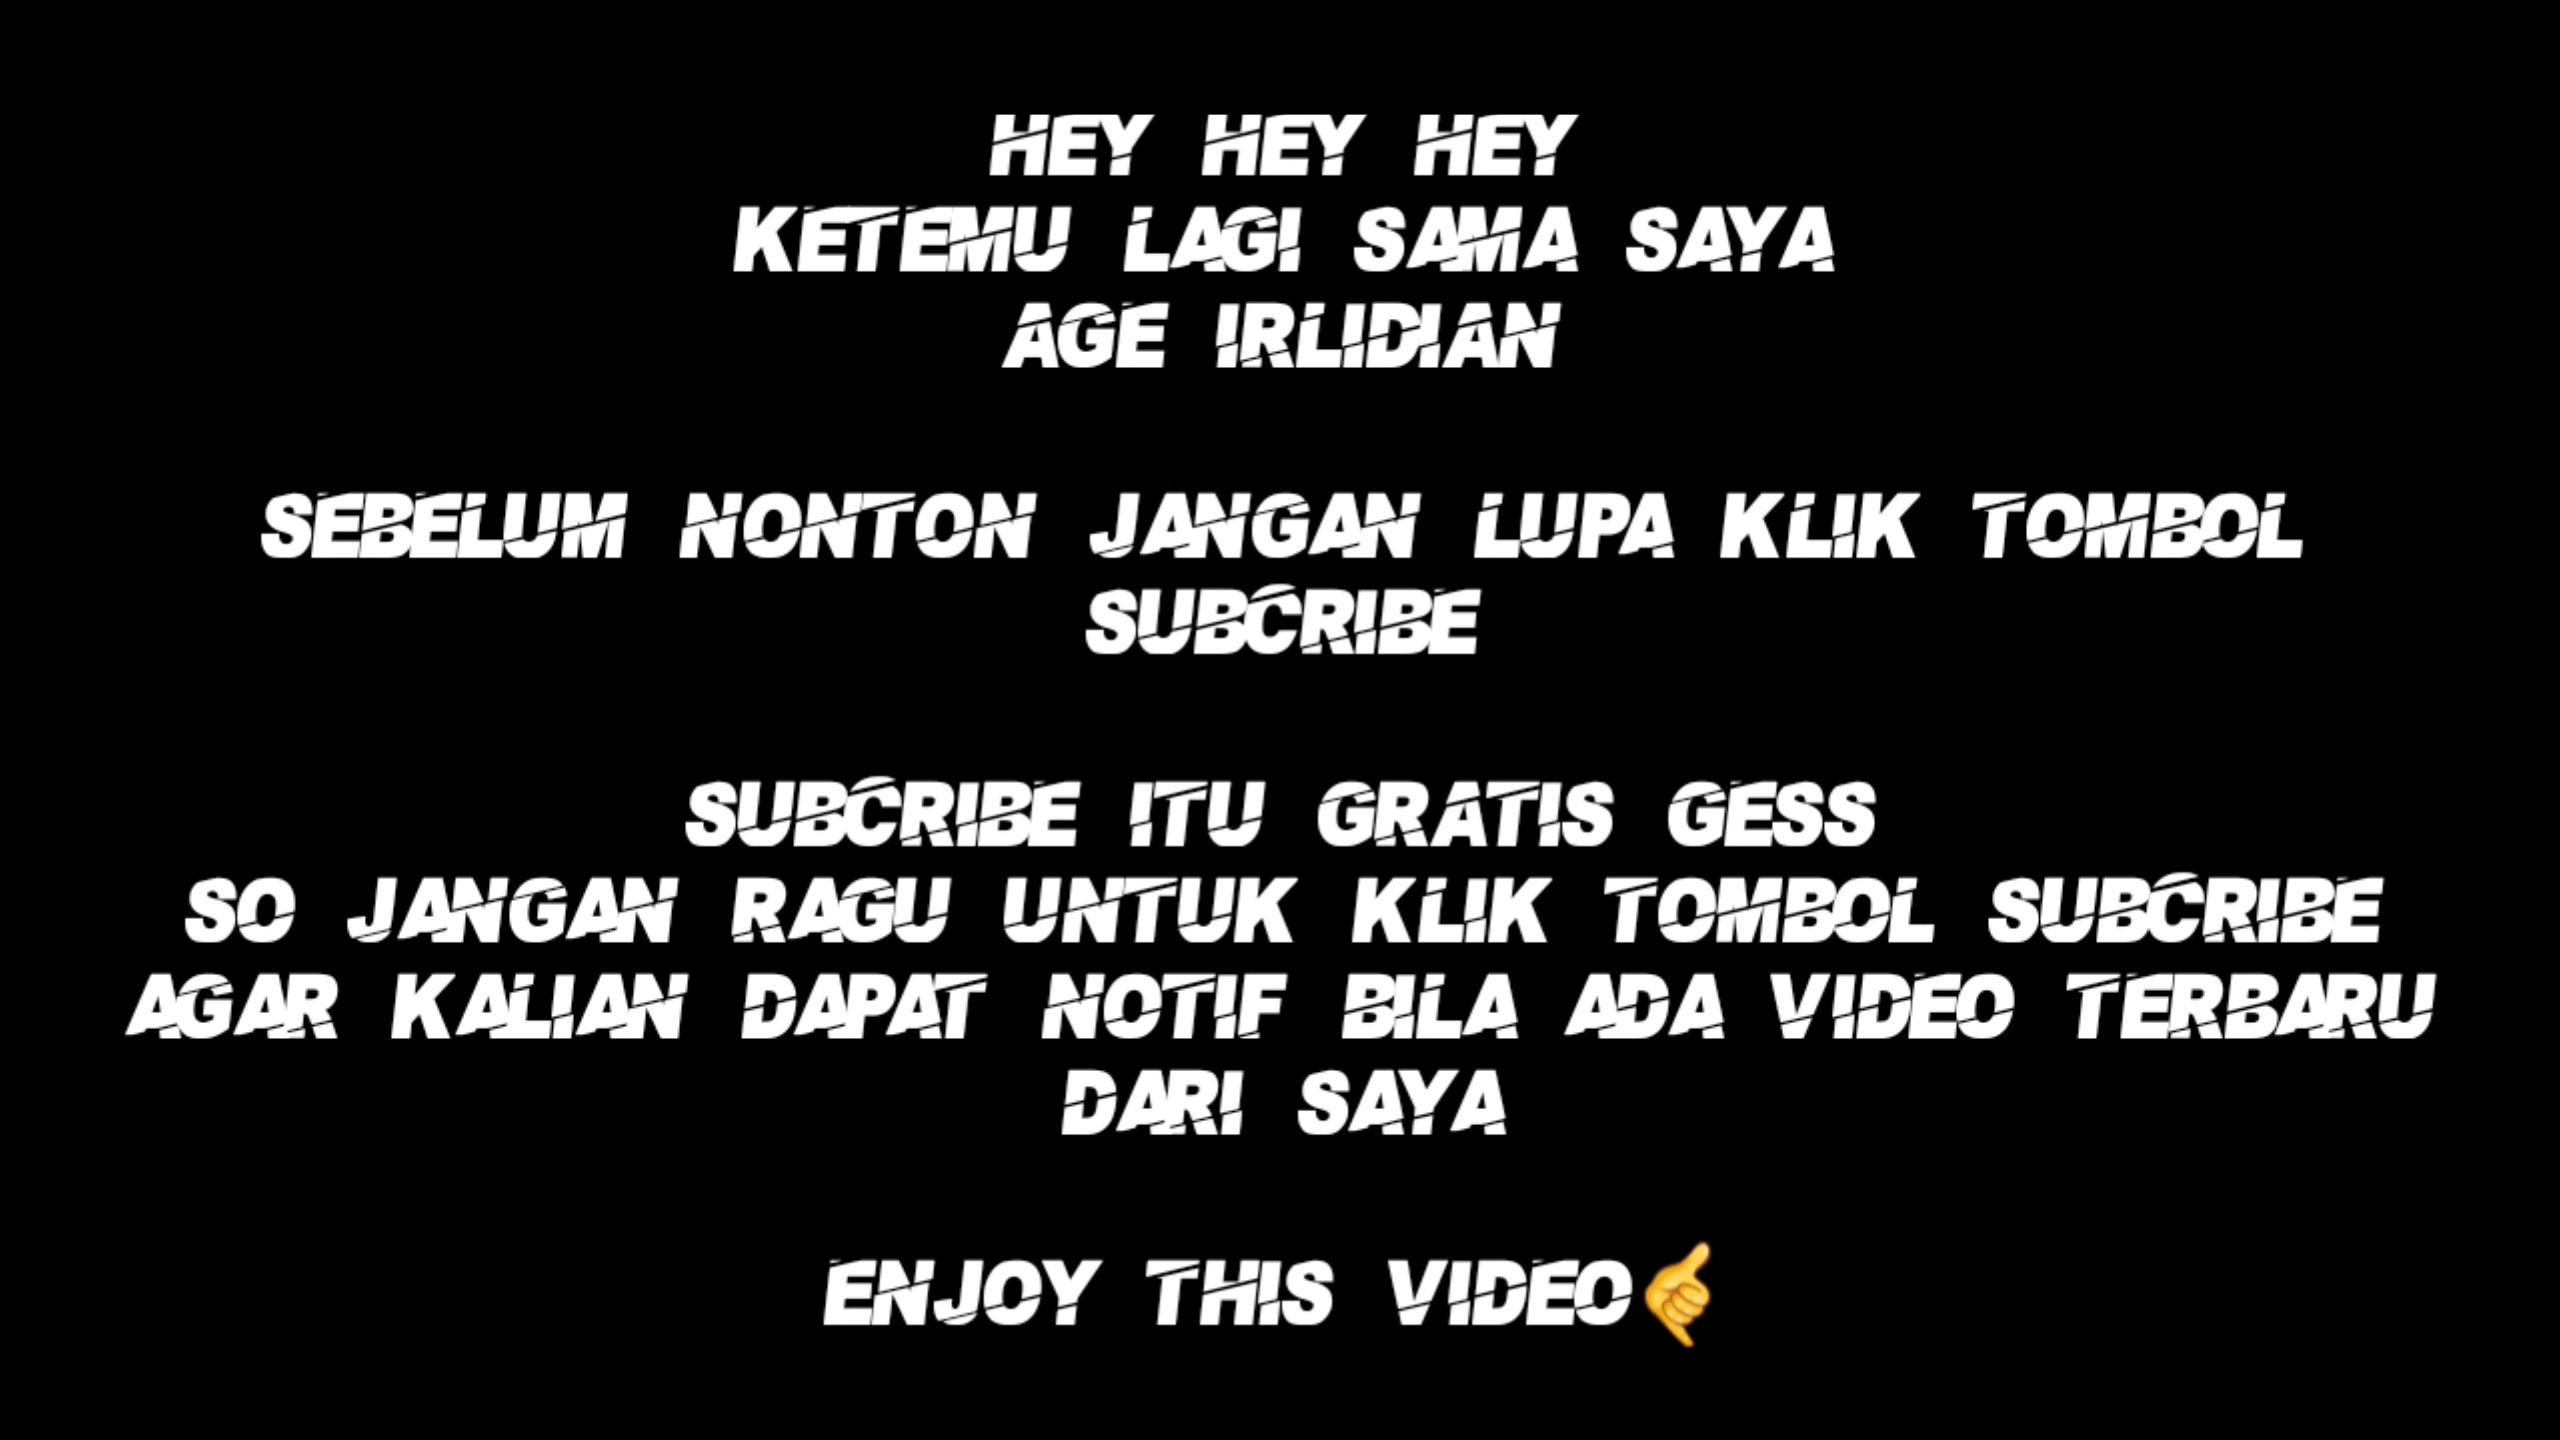 HEY HEY HEY
KETEMU LAGI SAMA SAYA
AGE IRLIDIAN
SEBELUM NONTON JANGAN LUPA KLIK TOMBOL
SUBCRIBE
SUBCRIBE ITU GRATIS GESS
SO JANGAN RAGU UNTUK KLIK TOMBOL SUBCRIBE
AGAR KALIAN DAPAT NOTIF BILA ADA VIDEO TERBARU
DARI SAYA
ENJOY THIS VIDEO🤙